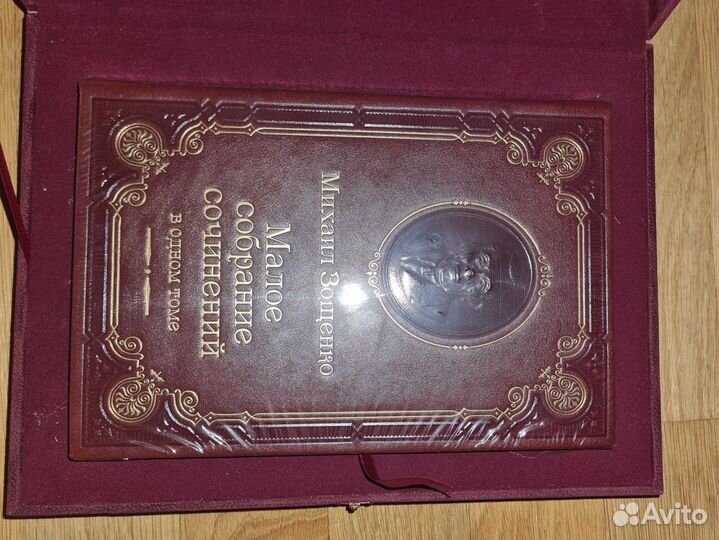 Михаил Зощенко
Малое
собрание
сочинений
в одном томе
Avito